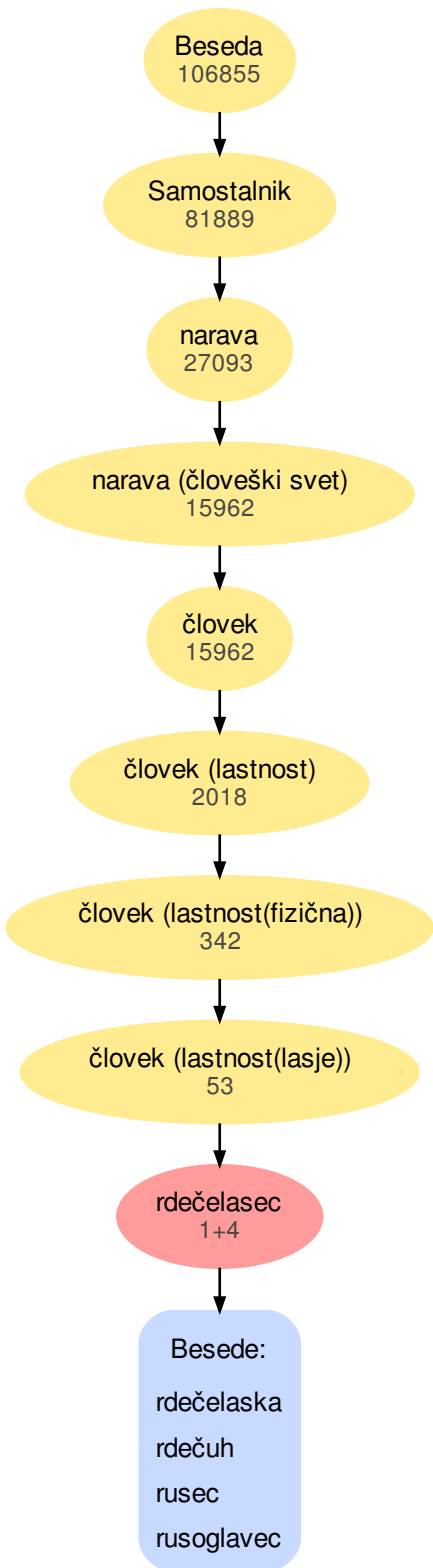 Beseda
106855
Samostalnik
81889
narava
27093
narava (človeški svet)
15962
človek
15962
človek (lastnost)
2018
človek (lastnost(fizična))
342
človek (lastnost(lasje))
53
rdečelasec
1+4
Besede:
rdečelaska
rdečuh
rusec
rusoglavec